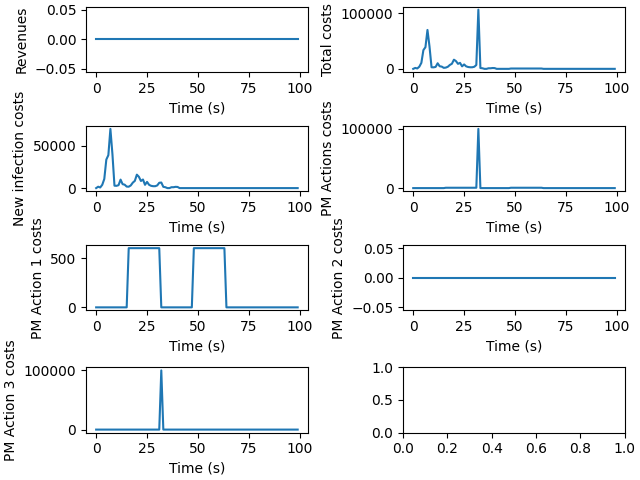 Revenues
0.05
0.00
−0.05
0 25 50 75 100
Time (s)
Total costs
100000
0
0 25 50 75 100
Time (s)
New infection costs
50000
0
0 25 50 75 100
Time (s)
PM Actions costs
100000
0
0 25 50 75 100
Time (s)
PM Action 1 costs
500
0
0 25 50 75 100
Time (s)
PM Action 2 costs
0.05
0.00
−0.05
0 25 50 75 100
Time (s)
PM Action 3 costs
100000
0
0 25 50 75 100
Time (s)
1.0
0.5
0.0
0.0 0.2 0.4 0.6 0.8 1.0